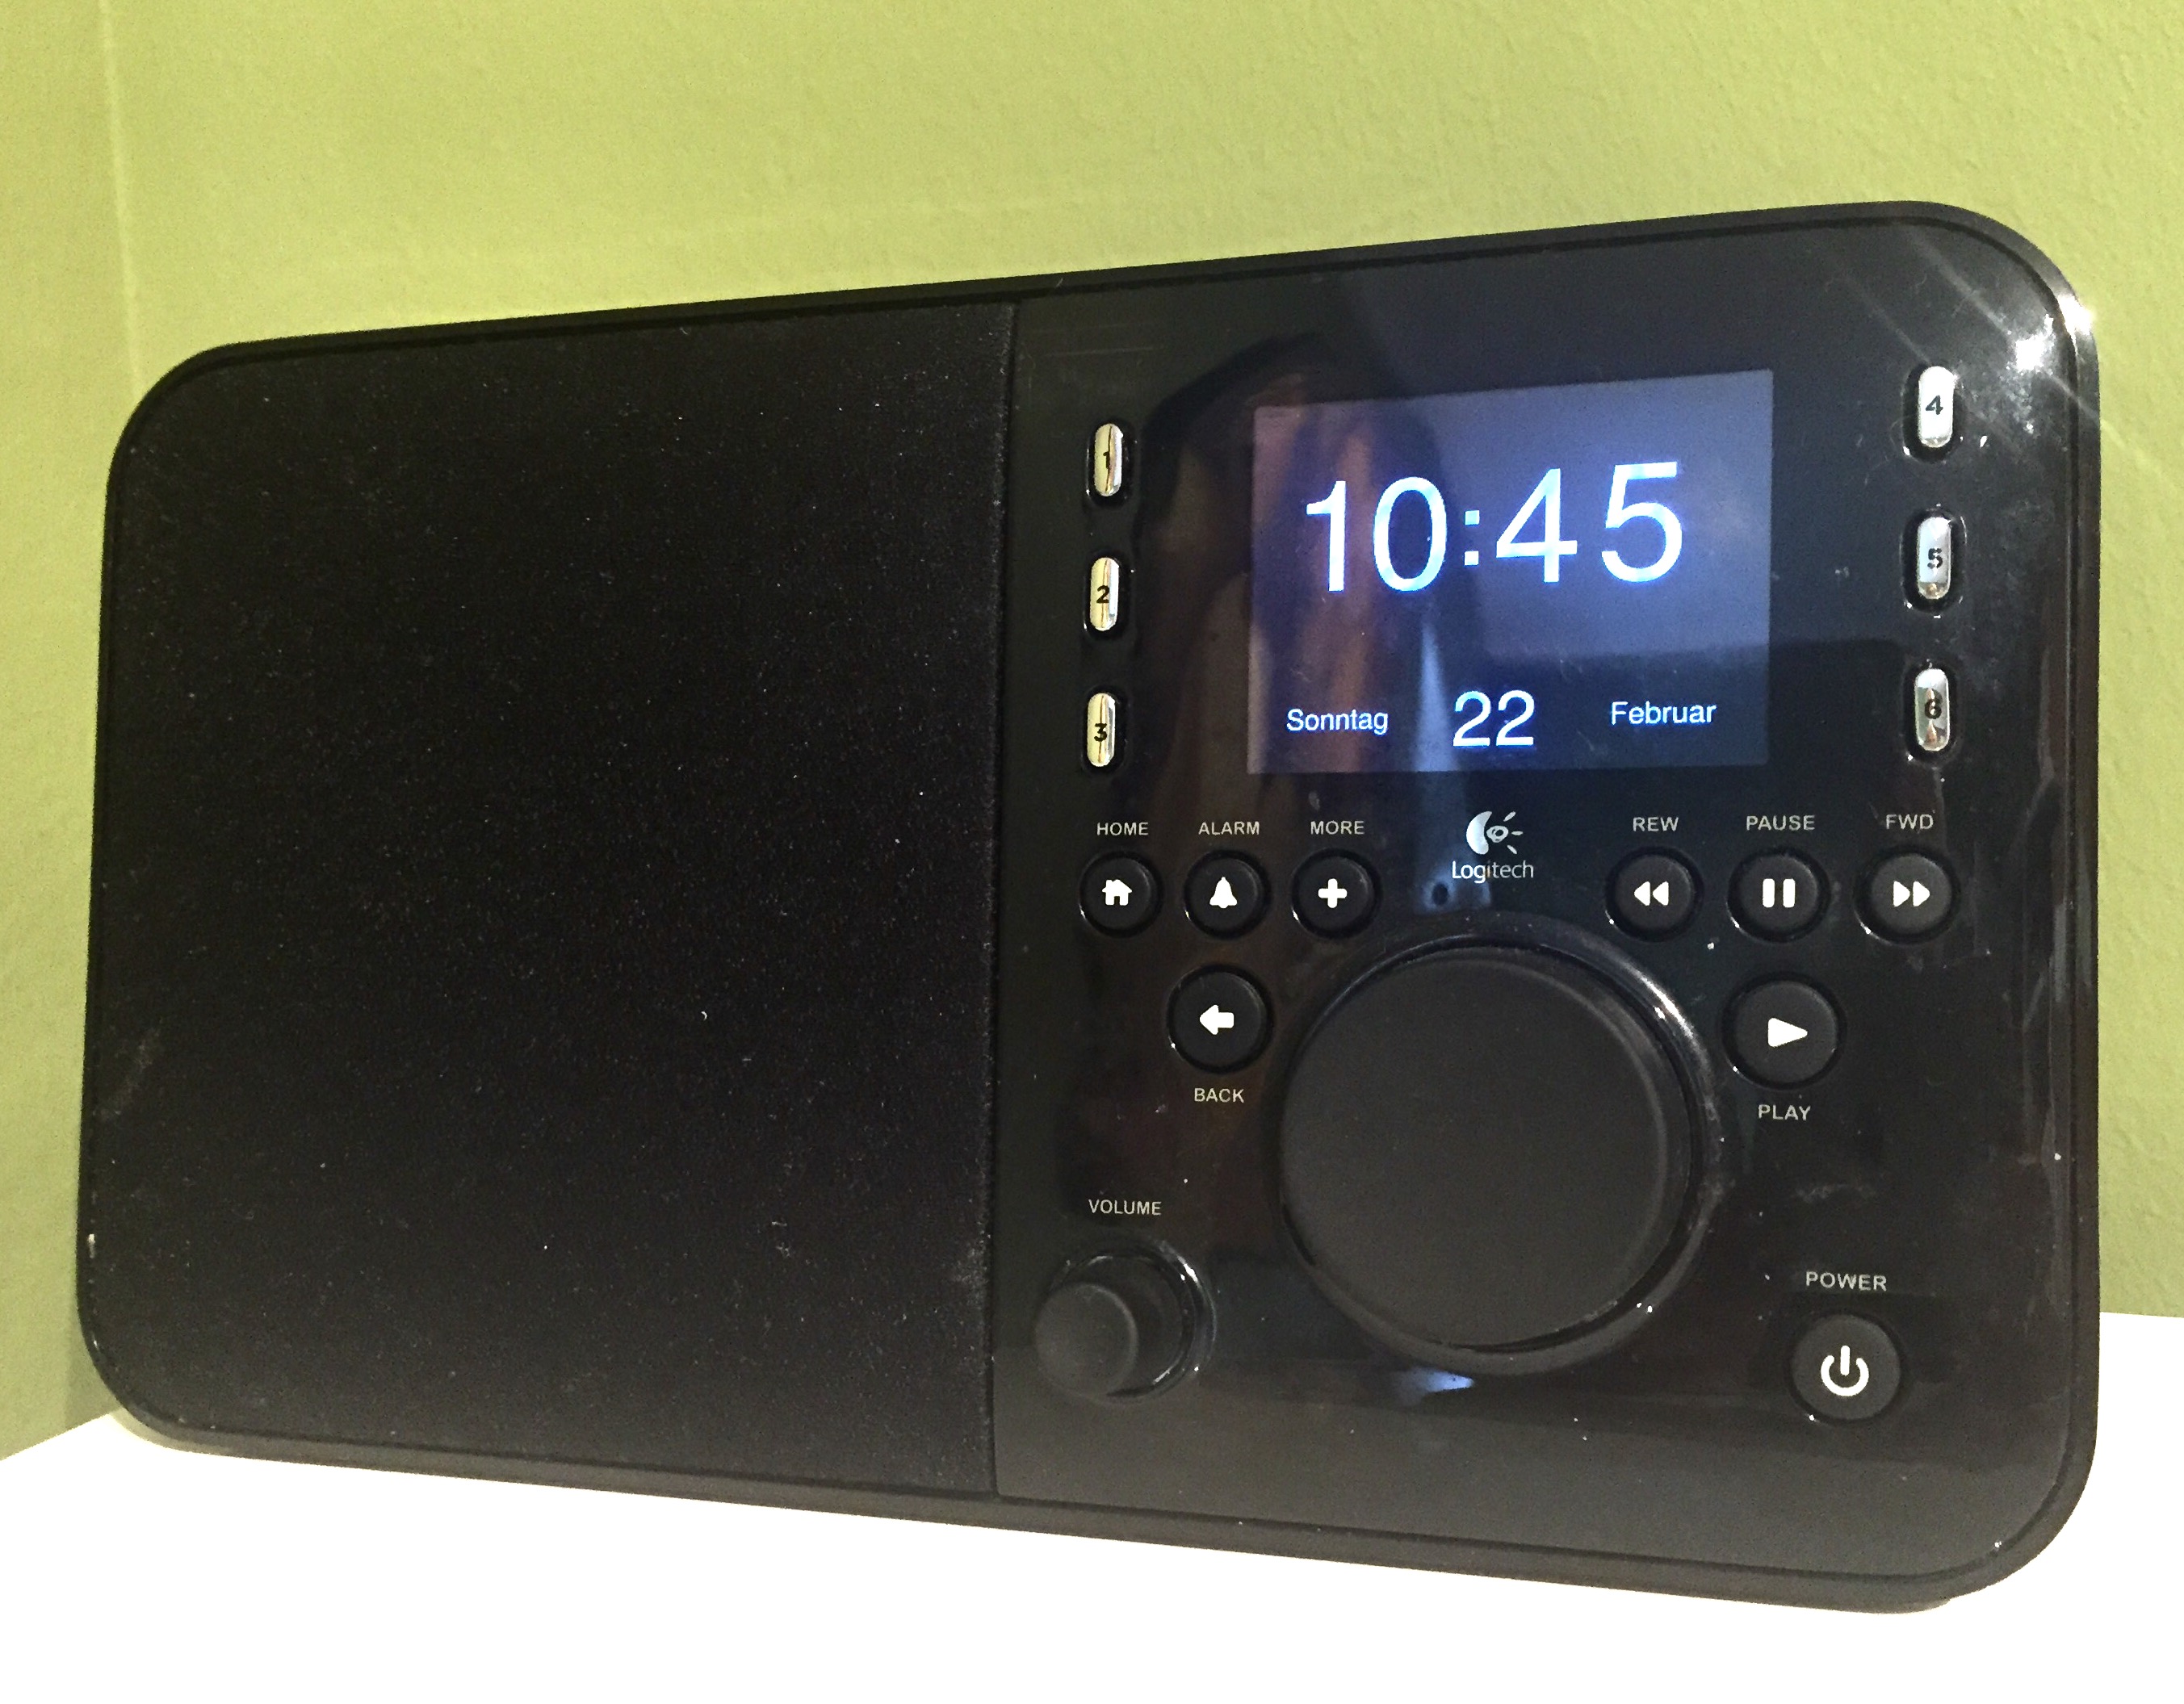 1
4
10:45
2
5
3
6
Sonntag 22 Februar
HOME ALARM MORE
REW PAUSE FWD
Logitech
BACK
PLAY
VOLUME
POWER